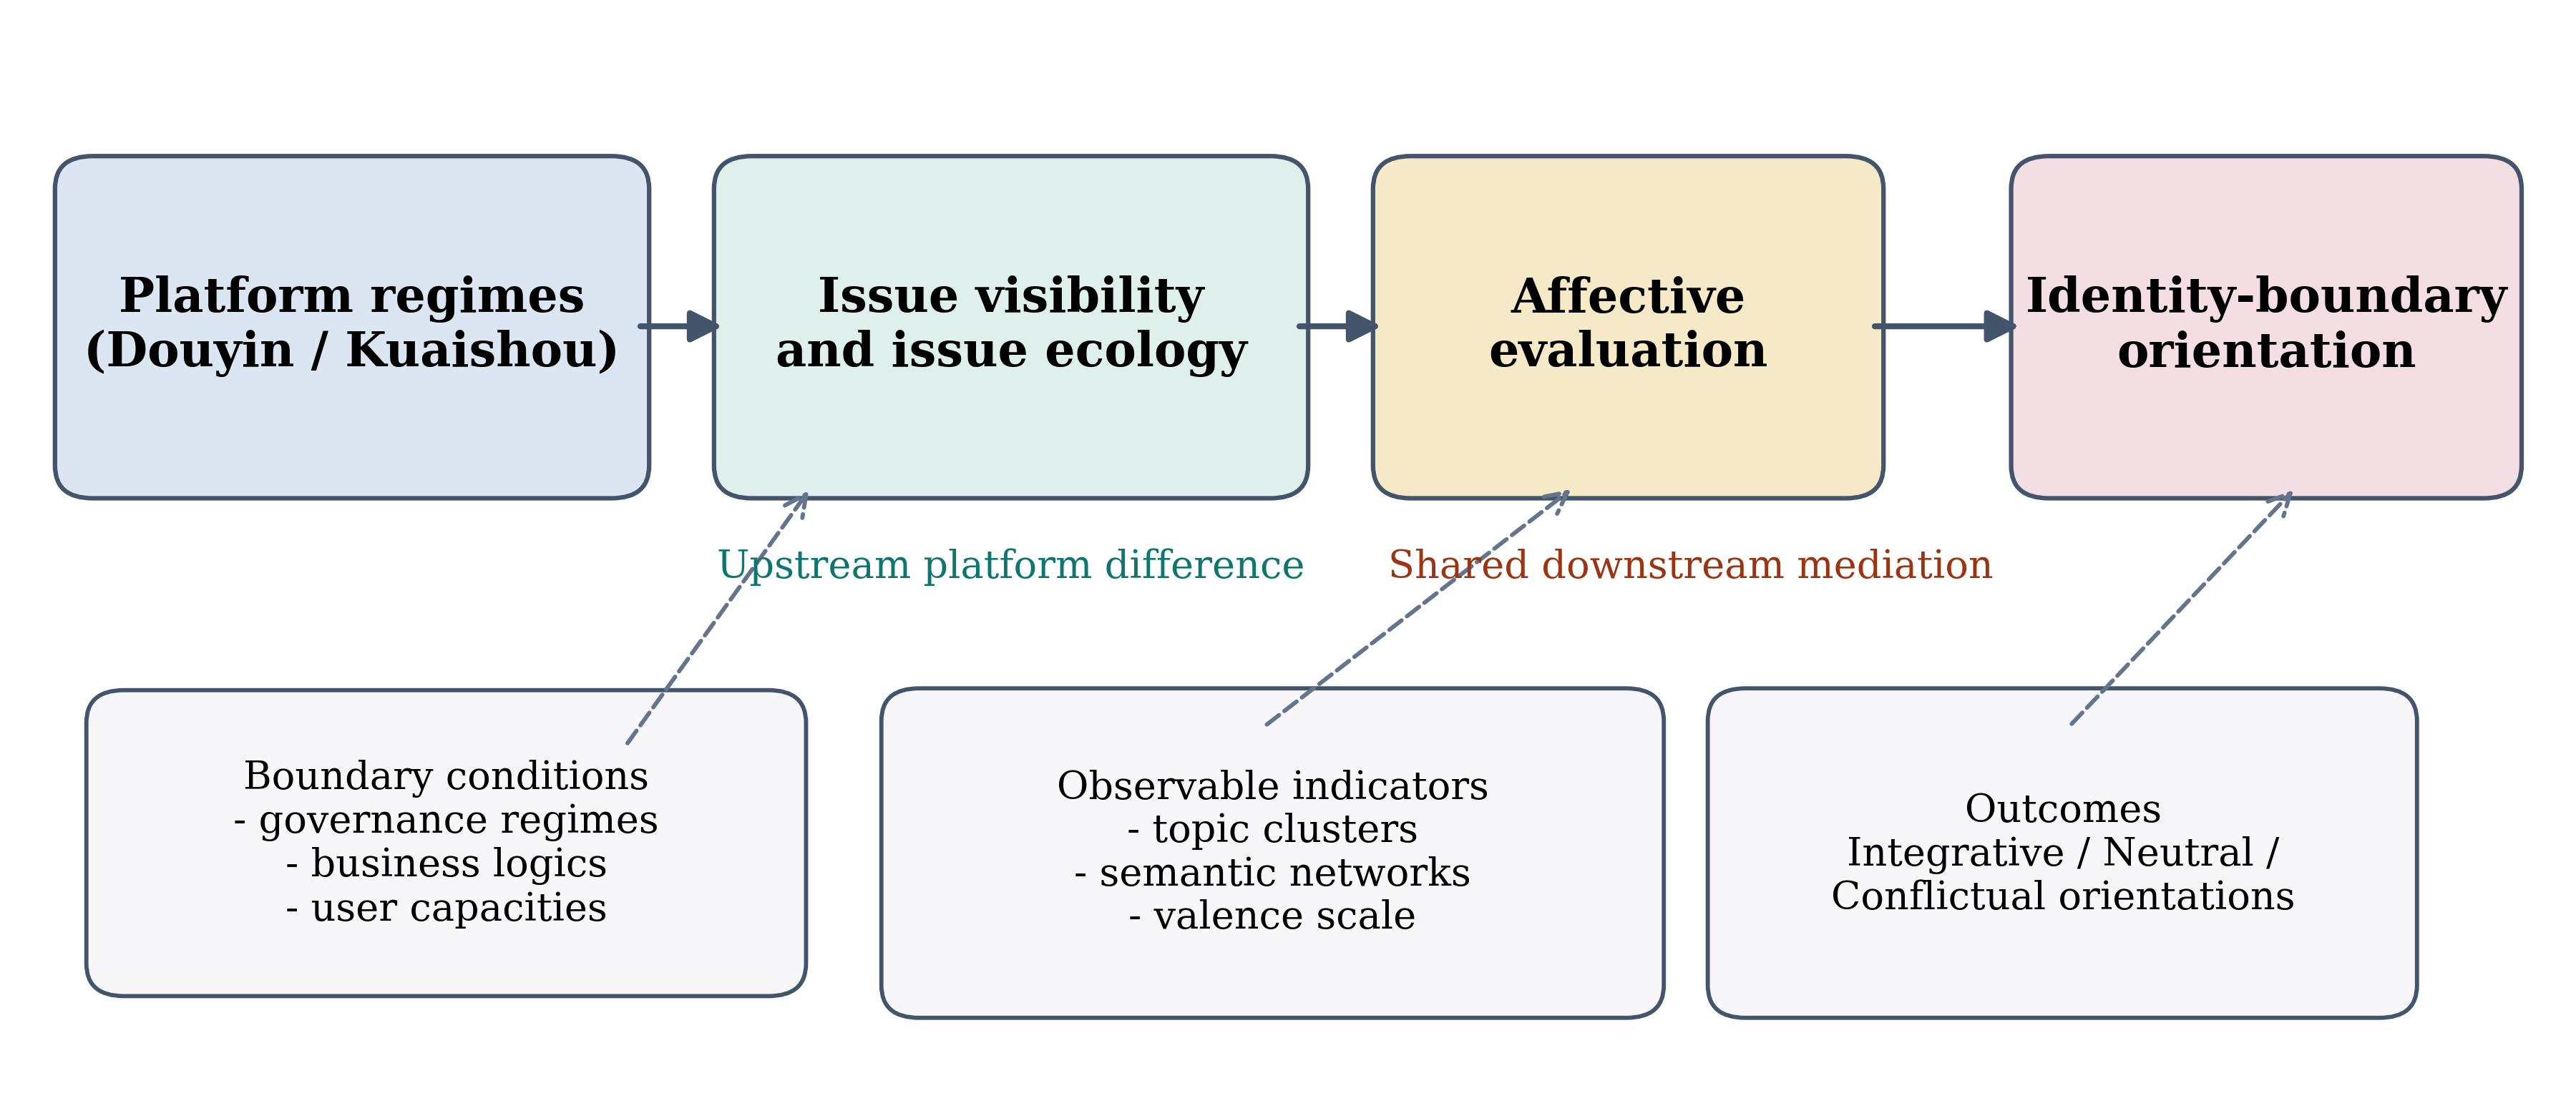 Platform regimes
(Douyin / Kuaishou)
Issue visibility
and issue ecology
Affective
evaluation
Identity-boundary
orientation
Upstream platform difference
Shared downstream mediation
Boundary conditions
- governance regimes
- business logics
- user capacities
Observable indicators
- topic clusters
- semantic networks
- valence scale
Outcomes
Integrative / Neutral /
Conflictual orientations